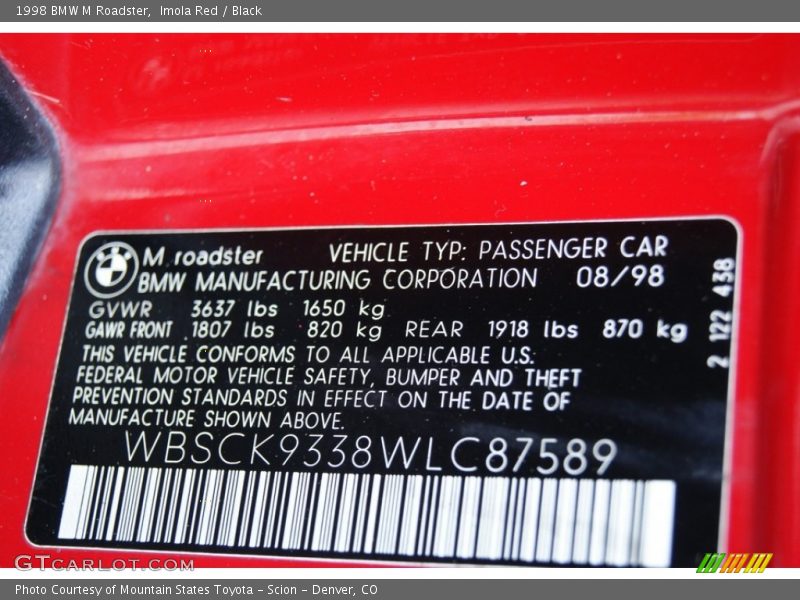 1998 BMW M Roadster, Imola Red / Black
M roadster VEHICLE TYP: PASSENGER CAR
BMW MANUFACTURING CORPORATION 08/98
GVWR 3637 lbs 1650 kg
GAWR FRONT 1807 lbs 820 kg REAR 1918 lbs 870 kg
THIS VEHICLE CONFORMS TO ALL APPLICABLE U.S.
FEDERAL MOTOR VEHICLE SAFETY, BUMPER AND THEFT
PREVENTION STANDARDS IN EFFECT ON THE DATE OF
MANUFACTURE SHOWN ABOVE.
WBSCK9338WLC87589
2 122 438
GTCARLOT.COM
Photo Courtesy of Mountain States Toyota - Scion - Denver, CO